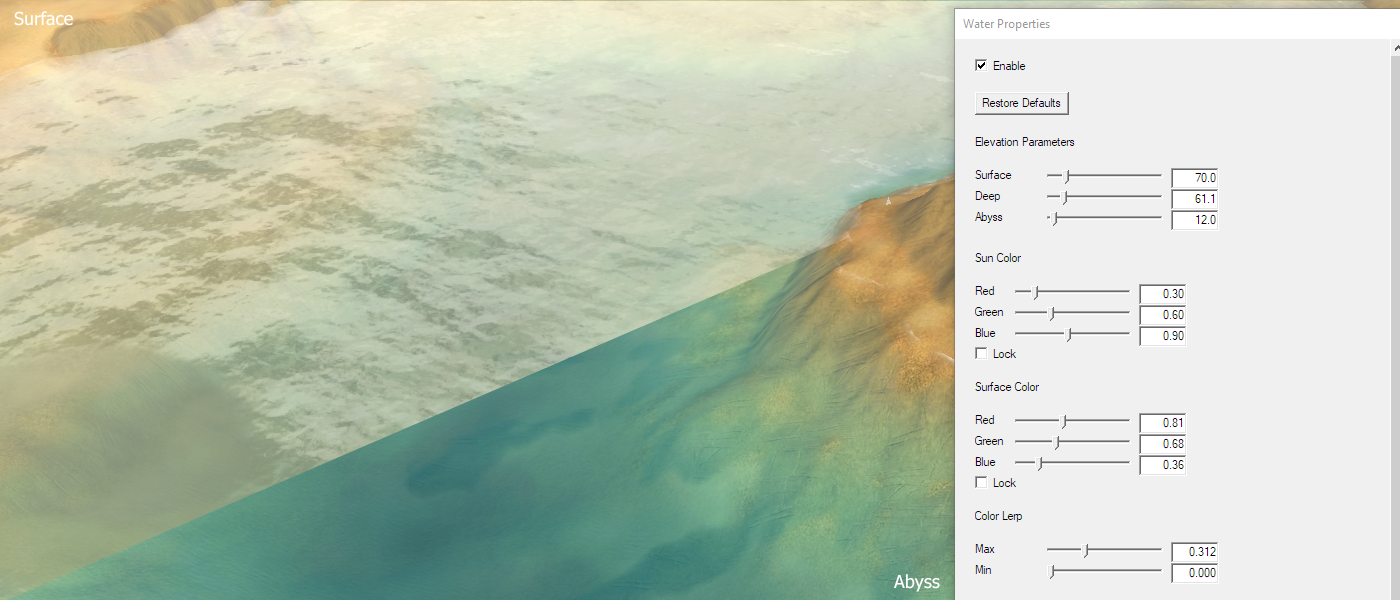 Surface
Abyss
Water Properties
Enable
Restore Defaults
Elevation Parameters
Surface 70.0
Deep 61.1
Abyss 12.0
Sun Color
Red 0.30
Green 0.60
Blue 0.90
Lock
Surface Color
Red 0.81
Green 0.68
Blue 0.36
Lock
Color Lerp
Max 0.312
Min 0.000